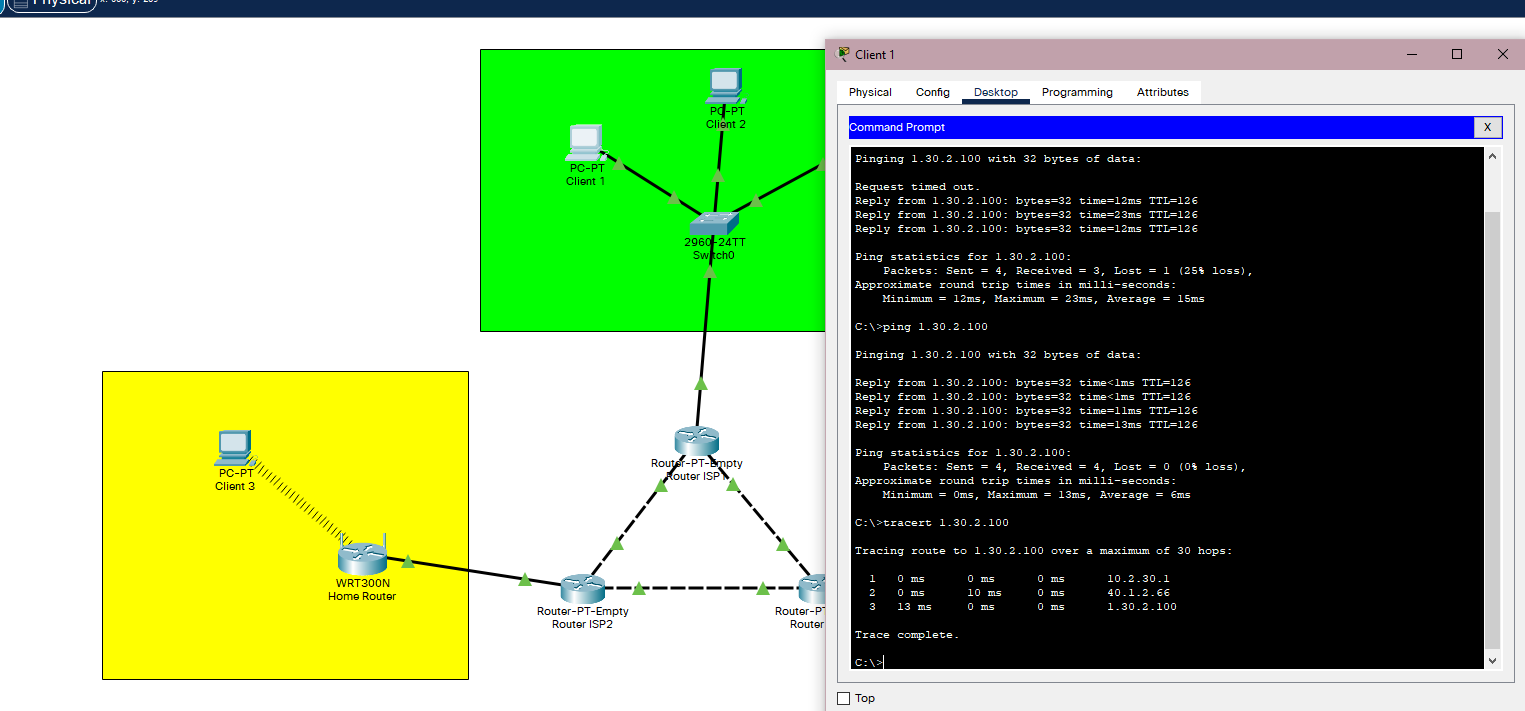 Physical
Client 1
Physical Config Desktop Programming Attributes
Command Prompt
X
Pinging 1.30.2.100 with 32 bytes of data:
Request timed out.
Reply from 1.30.2.100: bytes=32 time=12ms TTL=126
Reply from 1.30.2.100: bytes=32 time=23ms TTL=126
Reply from 1.30.2.100: bytes=32 time=12ms TTL=126
Ping statistics for 1.30.2.100:
Packets: Sent = 4, Received = 3, Lost = 1 (25% loss),
Approximate round trip times in milli-seconds:
Minimum = 12ms, Maximum = 23ms, Average = 15ms
C:\>ping 1.30.2.100
Pinging 1.30.2.100 with 32 bytes of data:
Reply from 1.30.2.100: bytes=32 time<1ms TTL=126
Reply from 1.30.2.100: bytes=32 time<1ms TTL=126
Reply from 1.30.2.100: bytes=32 time=11ms TTL=126
Reply from 1.30.2.100: bytes=32 time=13ms TTL=126
Ping statistics for 1.30.2.100:
Packets: Sent = 4, Received = 4, Lost = 0 (0% loss),
Approximate round trip times in milli-seconds:
Minimum = 0ms, Maximum = 13ms, Average = 6ms
C:\>tracert 1.30.2.100
Tracing route to 1.30.2.100 over a maximum of 30 hops:
1 0 ms 0 ms 0 ms 10.2.30.1
2 0 ms 10 ms 0 ms 40.1.2.66
3 13 ms 0 ms 0 ms 1.30.2.100
Trace complete.
C:\>
Top
PC-PT
Client 2
PC-PT
Client 1
2960-24TT
Switch0
Router-PT-Empty
Router ISP1
PC-PT
Client 3
WRT300N
Home Router
Router-PT-Empty
Router ISP2
Router-PT
Router